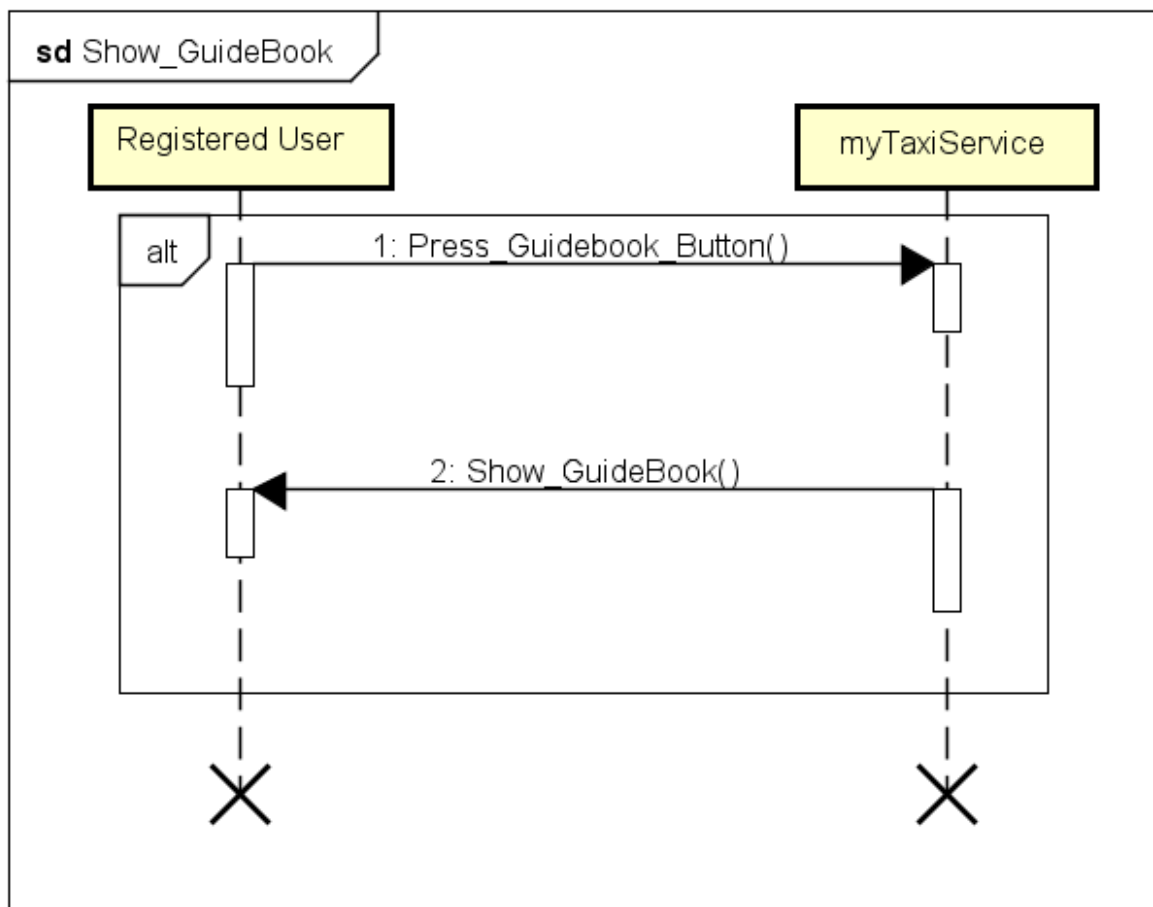 sd Show_GuideBook
Registered User
myTaxiService
alt
1: Press_Guidebook_Button()
2: Show_GuideBook()